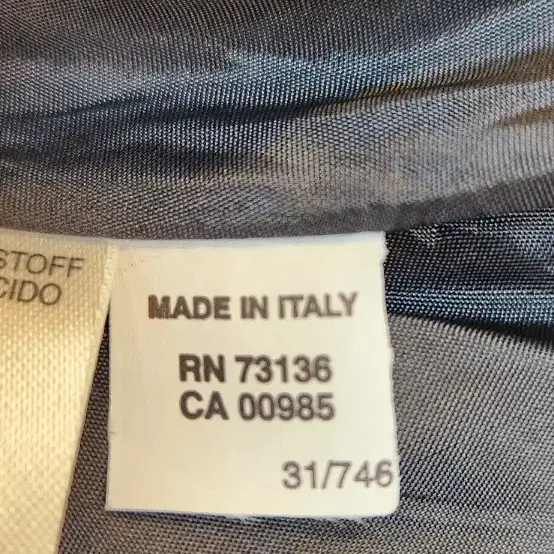 STOFF
CIDO
MADE IN ITALY
RN 73136
CA 00985
31/746